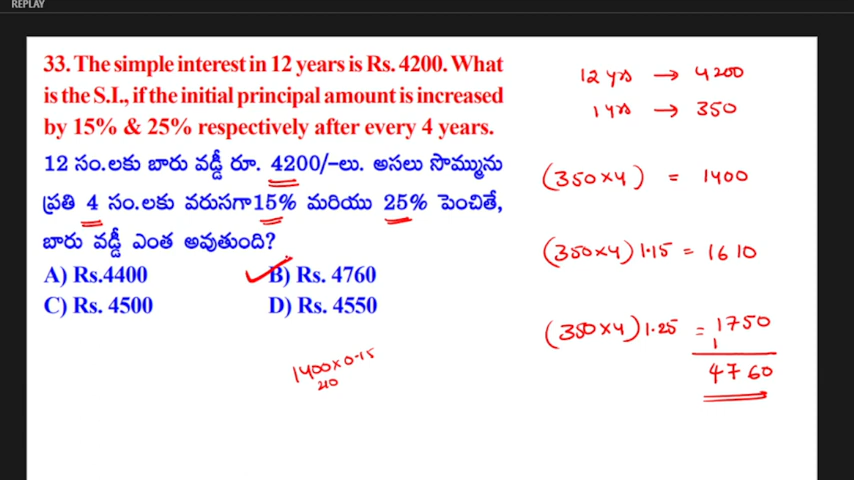 REPLAY
33. The simple interest in 12 years is Rs. 4200. What
is the S.I., if the initial principal amount is increased
by 15% & 25% respectively after every 4 years.
12 సం.లకు బారు వడ్డీ రూ. 4200/–లు. అసలు సొమ్మును
ప్రతి 4 సం.లకు వరుసగా 15% మరియు 25% పెంచితే,
బారు వడ్డీ ఎంత అవుతుంది?
A) Rs.4400 B) Rs. 4760
C) Rs. 4500 D) Rs. 4550
1400×0.15
210
12 yrs → 4200
1 yrs → 350
(350×4) = 1400
(350×4) 1.15 = 1610
(350×4) 1.25 = 1750
1
4760